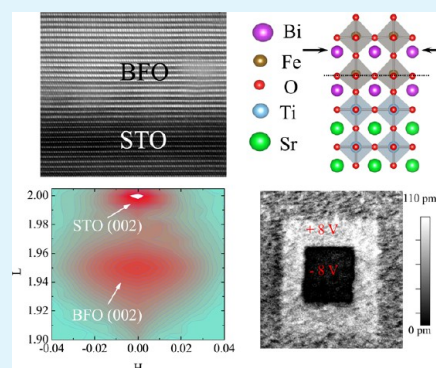 BFO
STO
Bi
Fe
O
Ti
Sr
2.00
1.98
1.96
1.94
1.92
1.90
L
STO (002)
BFO (002)
-0.04
-0.02
0.00
0.02
0.04
H
+8 V
-8 V
110 pm
0 pm